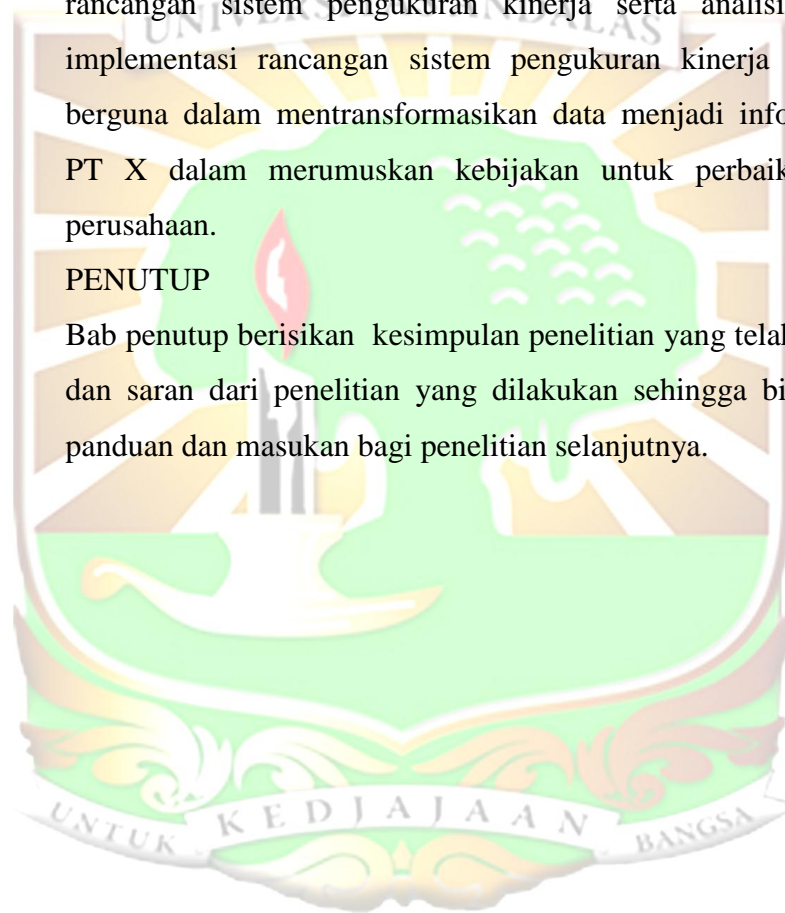 UNIVERSITAS ANDALAS
rancangan sistem pengukuran kinerja serta analisi
implementasi rancangan sistem pengukuran kinerja
berguna dalam mentransformasikan data menjadi info
PT X dalam merumuskan kebijakan untuk perbaik
perusahaan.
PENUTUP
Bab penutup berisikan kesimpulan penelitian yang telah
dan saran dari penelitian yang dilakukan sehingga bi
panduan dan masukan bagi penelitian selanjutnya.
UNTUK KEDJAJAAN BANGSA